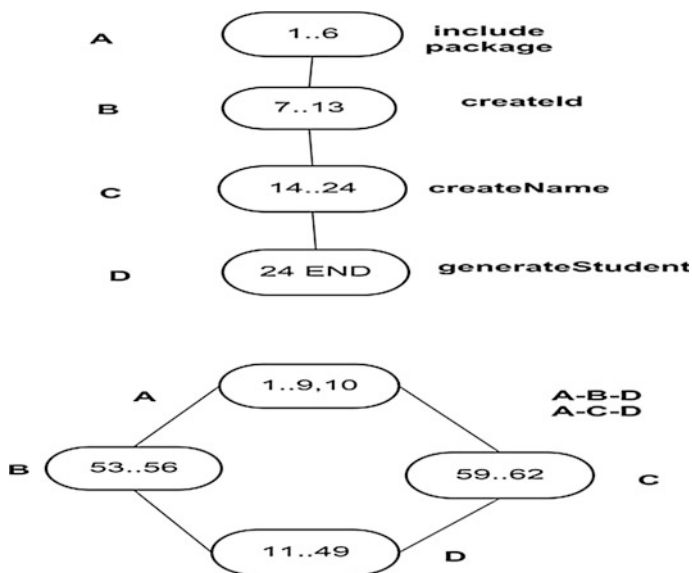 A
1..6
include
package
B
7..13
createId
C
14..24
createName
D
24 END
generateStudent
A
1..9,10
A-B-D
A-C-D
B
53..56
59..62
C
11..49
D